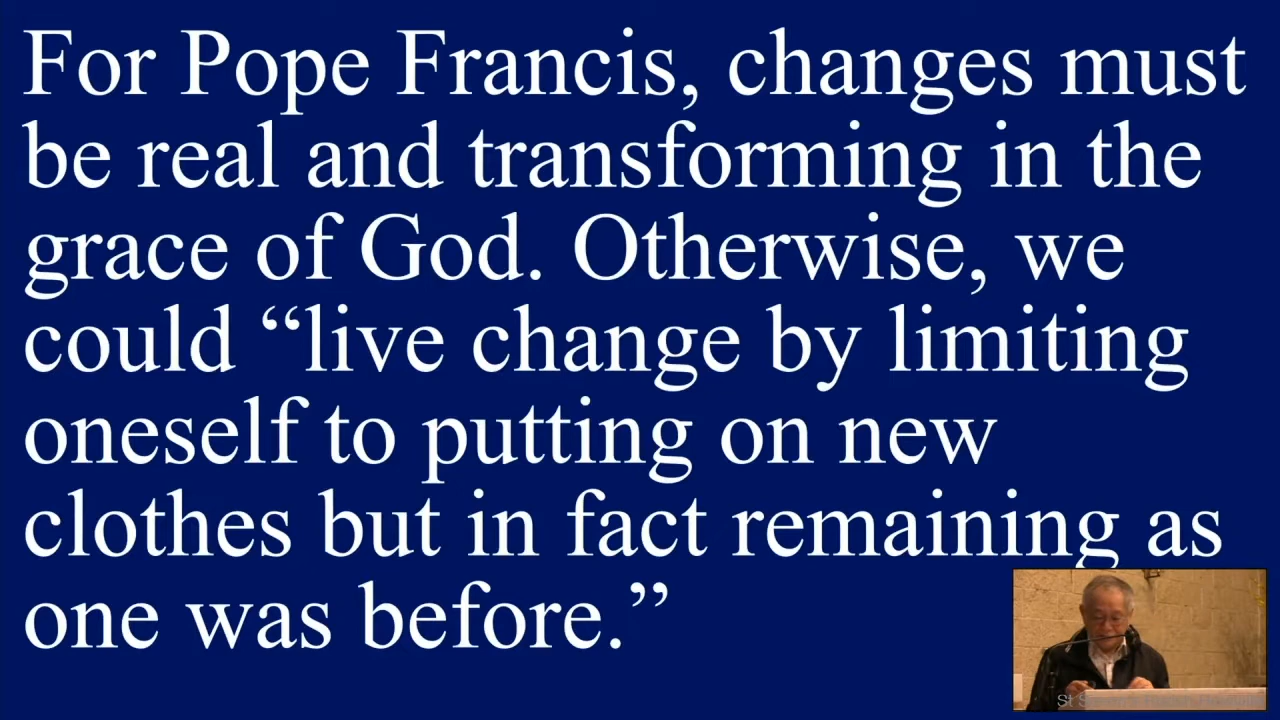 For Pope Francis, changes must
be real and transforming in the
grace of God. Otherwise, we
could “live change by limiting
oneself to putting on new
clothes but in fact remaining as
one was before.”